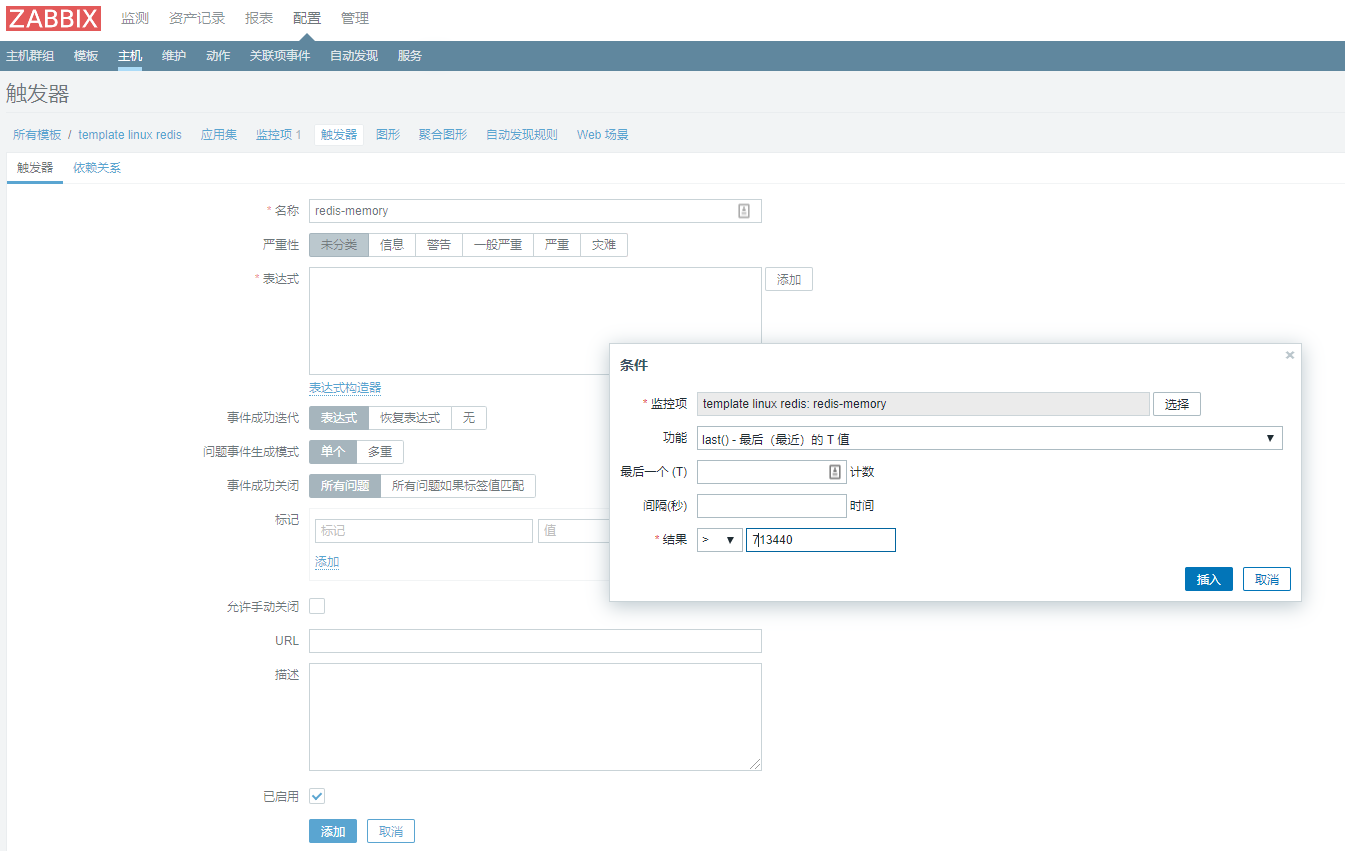 ZABBIX 监测 资产记录 报表 配置 管理
主机群组 模板 主机 维护 动作 关联项事件 自动发现 服务
触发器
所有模板 / template linux redis 应用集 监控项 1 触发器 图形 聚合图形 自动发现规则 Web 场景
触发器 依赖关系
* 名称 redis-memory
严重性 未分类 信息 警告 一般严重 严重 灾难
* 表达式 添加
表达式构造器
事件成功迭代 表达式 恢复表达式 无
问题事件生成模式 单个 多重
事件成功关闭 所有问题 所有问题如果标签值匹配
标记 标记 值
添加
允许手动关闭
URL
描述
已启用
添加 取消
条件 ×
* 监控项 template linux redis: redis-memory 选择
功能 last() - 最后（最近）的 T 值
最后一个 (T) 计数
间隔(秒) 时间
* 结果 > 713440
插入 取消